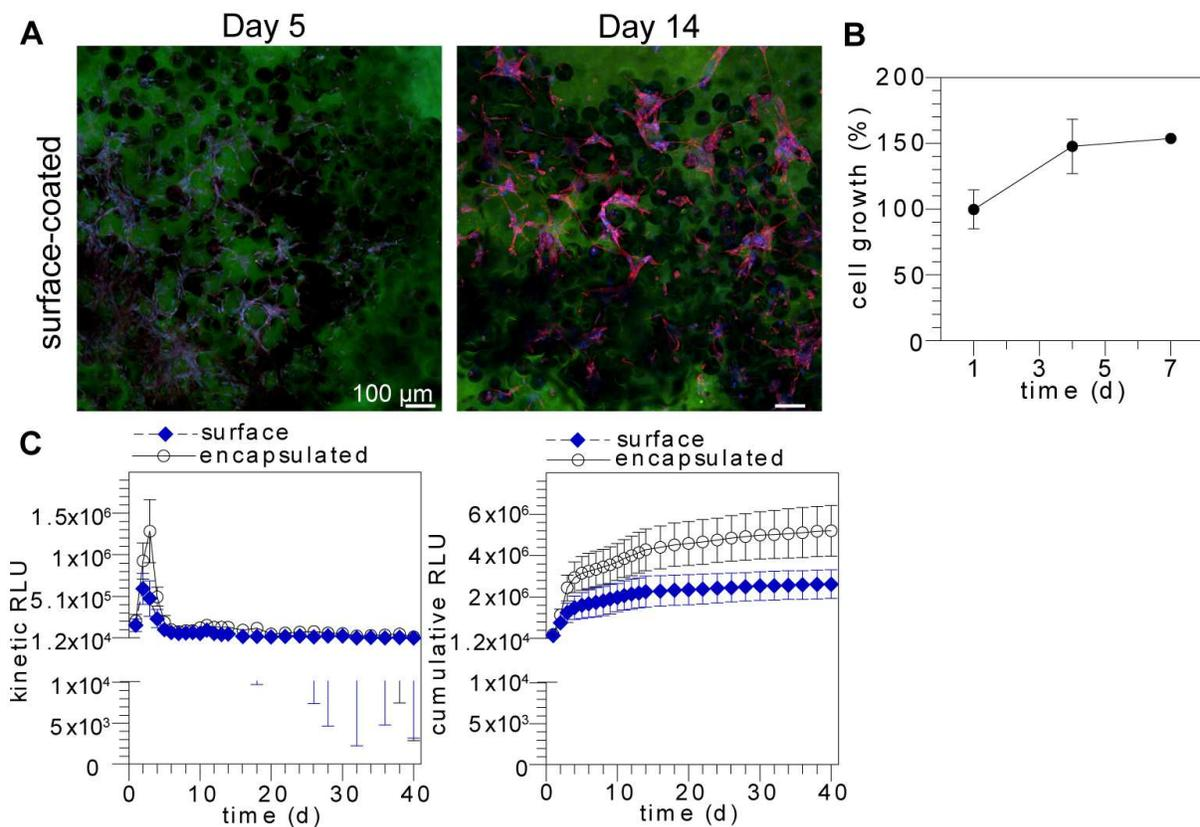 A
Day 5
Day 14
surface-coated
100 µm
B
200
150
100
50
0
cell growth (%)
1 3 5 7
time (d)
C
surface
encapsulated
1.5x10⁶
1x10⁶
5.1x10⁵
1.2x10⁴
1x10⁴
5x10³
0
kinetic RLU
0 10 20 30 40
time (d)
surface
encapsulated
6x10⁶
4x10⁶
2x10⁶
1.2x10⁴
1x10⁴
5x10³
0
cumulative RLU
0 10 20 30 40
time (d)